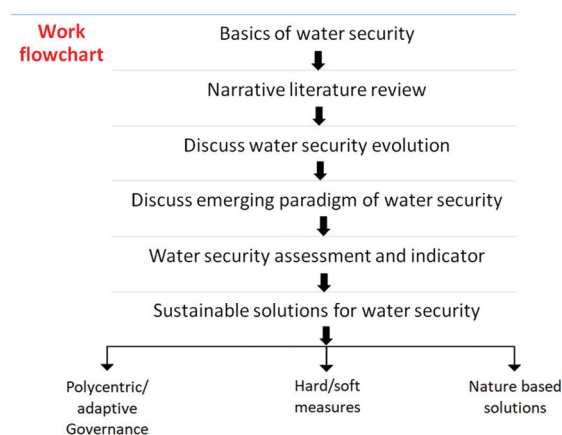 Work
flowchart
Basics of water security
Narrative literature review
Discuss water security evolution
Discuss emerging paradigm of water security
Water security assessment and indicator
Sustainable solutions for water security
Polycentric/
adaptive
Governance
Hard/soft
measures
Nature based
solutions